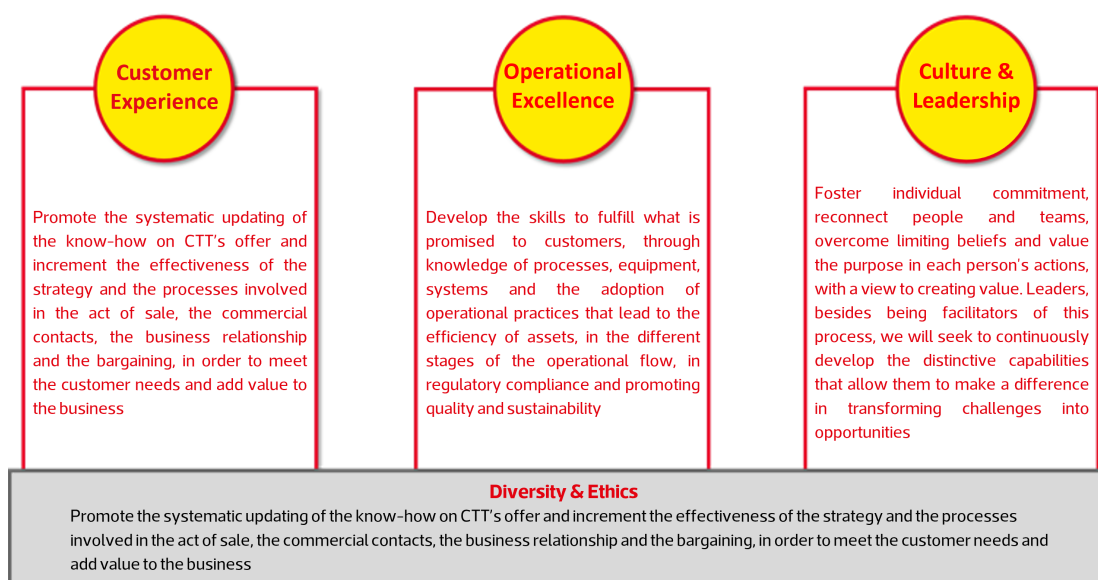 Customer
Experience
Promote the systematic updating of
the know-how on CTT's offer and
increment the effectiveness of the
strategy and the processes involved
in the act of sale, the commercial
contacts, the business relationship
and the bargaining, in order to meet
the customer needs and add value to
the business
Operational
Excellence
Develop the skills to fulfill what is
promised to customers, through
knowledge of processes, equipment,
systems and the adoption of
operational practices that lead to the
efficiency of assets, in the different
stages of the operational flow, in
regulatory compliance and promoting
quality and sustainability
Culture &
Leadership
Foster individual commitment,
reconnect people and teams,
overcome limiting beliefs and value
the purpose in each person's actions,
with a view to creating value. Leaders,
besides being facilitators of this
process, we will seek to continuously
develop the distinctive capabilities
that allow them to make a difference
in transforming challenges into
opportunities
Diversity & Ethics
Promote the systematic updating of the know-how on CTT's offer and increment the effectiveness of the strategy and the processes
involved in the act of sale, the commercial contacts, the business relationship and the bargaining, in order to meet the customer needs and
add value to the business